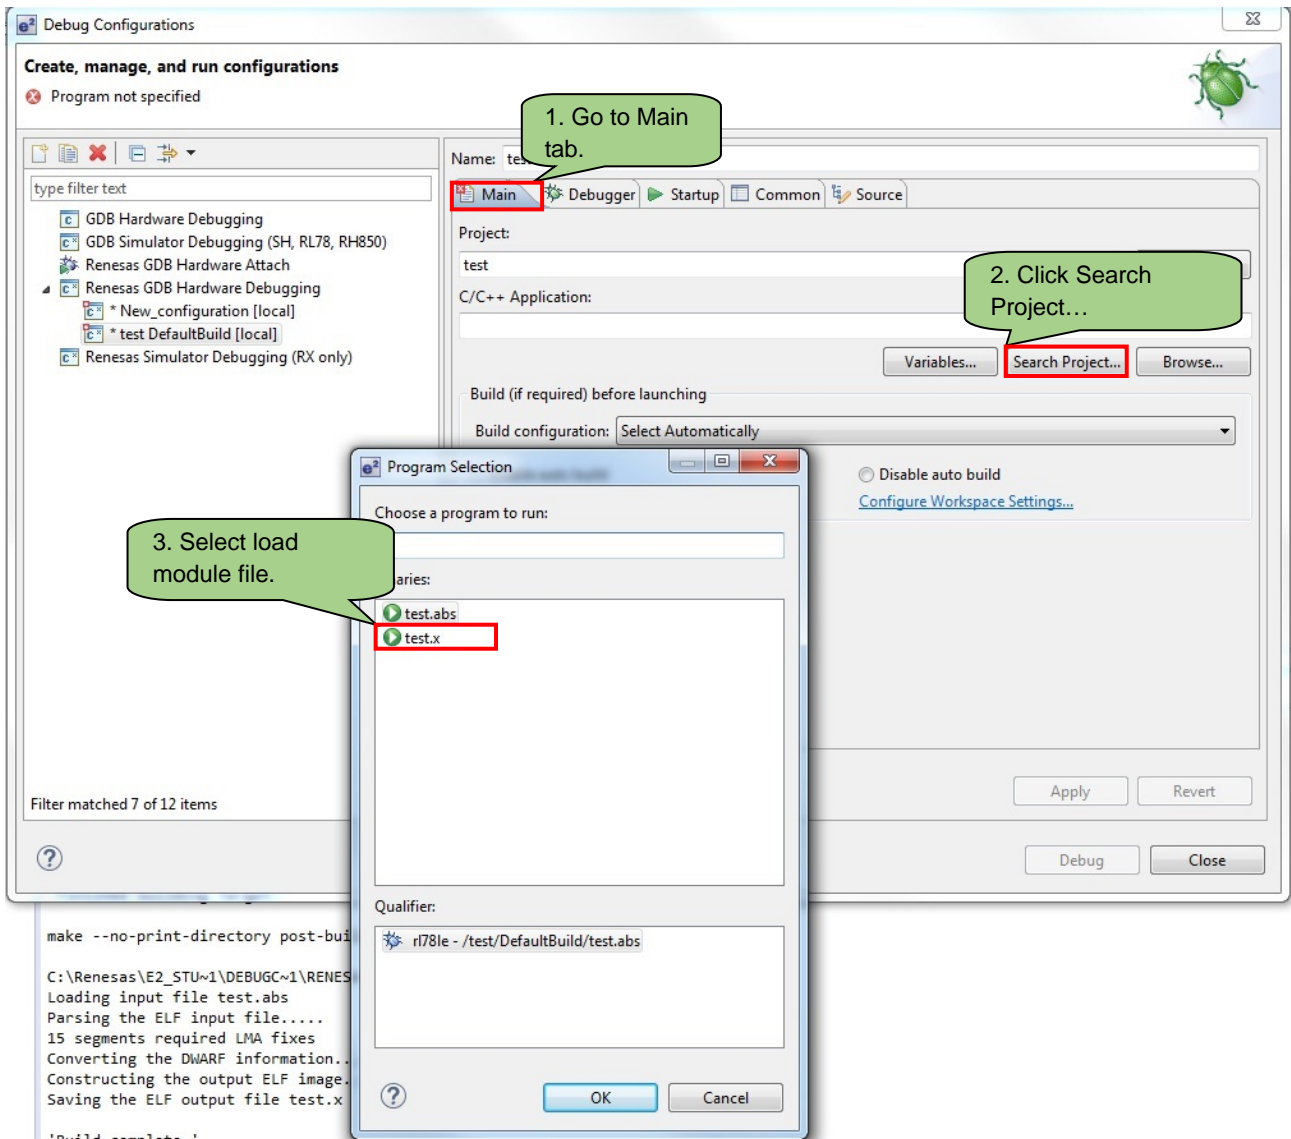 Debug Configurations
Create, manage, and run configurations
Program not specified
1. Go to Main
tab.
type filter text
GDB Hardware Debugging
GDB Simulator Debugging (SH, RL78, RH850)
Renesas GDB Hardware Attach
Renesas GDB Hardware Debugging
* New_configuration [local]
* test DefaultBuild [local]
Renesas Simulator Debugging (RX only)
Filter matched 7 of 12 items
Name:
Main Debugger Startup Common Source
Project:
test
2. Click Search
Project…
C/C++ Application:
Variables... Search Project... Browse...
Build (if required) before launching
Build configuration: Select Automatically
Disable auto build
Configure Workspace Settings...
Apply Revert
Debug Close
Program Selection
Choose a program to run:
3. Select load
module file.
test.abs
test.x
Qualifier:
rl78le - /test/DefaultBuild/test.abs
OK Cancel
make --no-print-directory
C:\Renesas\E2_STU~1\DEBUGC~1\RENES
Loading input file test.abs
Parsing the ELF input file.....
15 segments required LMA fixes
Converting the DWARF information..
Constructing the output ELF image.
Saving the ELF output file test.x